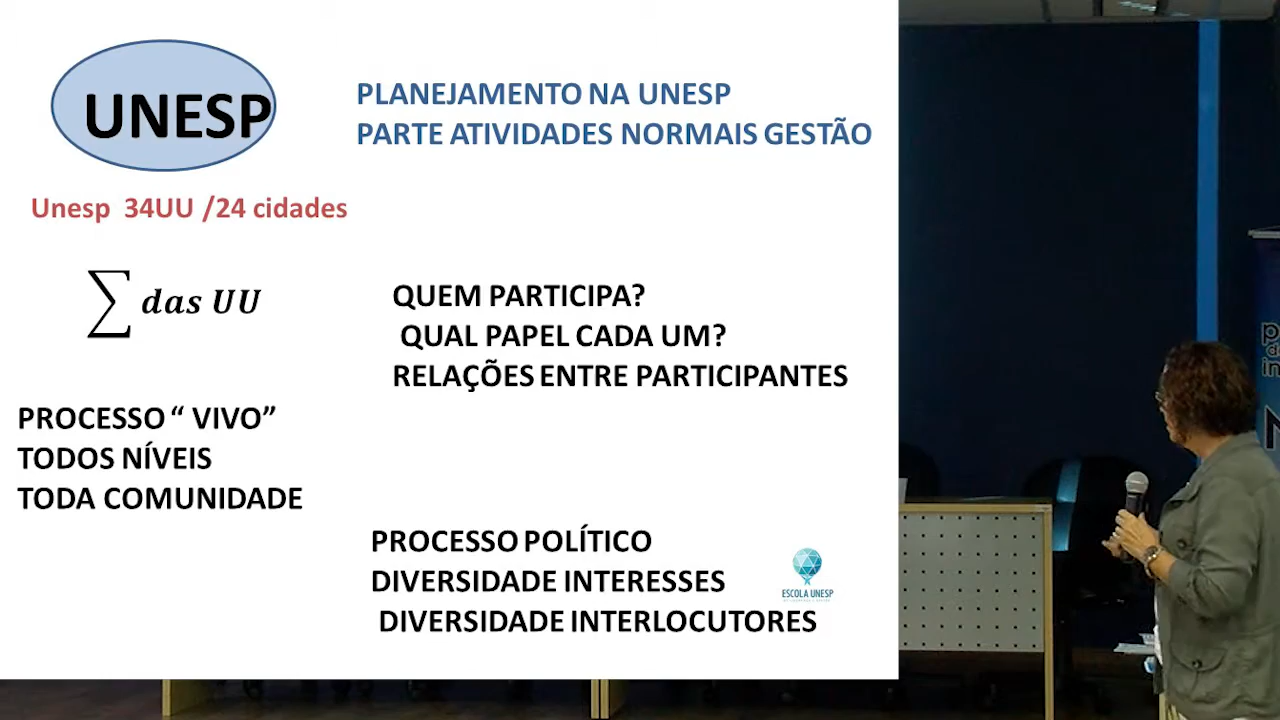 UNESP
PLANEJAMENTO NA UNESP
PARTE ATIVIDADES NORMAIS GESTÃO
Unesp 34UU /24 cidades
∑ das UU
QUEM PARTICIPA?
QUAL PAPEL CADA UM?
RELAÇÕES ENTRE PARTICIPANTES
PROCESSO “ VIVO”
TODOS NÍVEIS
TODA COMUNIDADE
PROCESSO POLÍTICO
DIVERSIDADE INTERESSES
DIVERSIDADE INTERLOCUTORES
ESCOLA UNESP